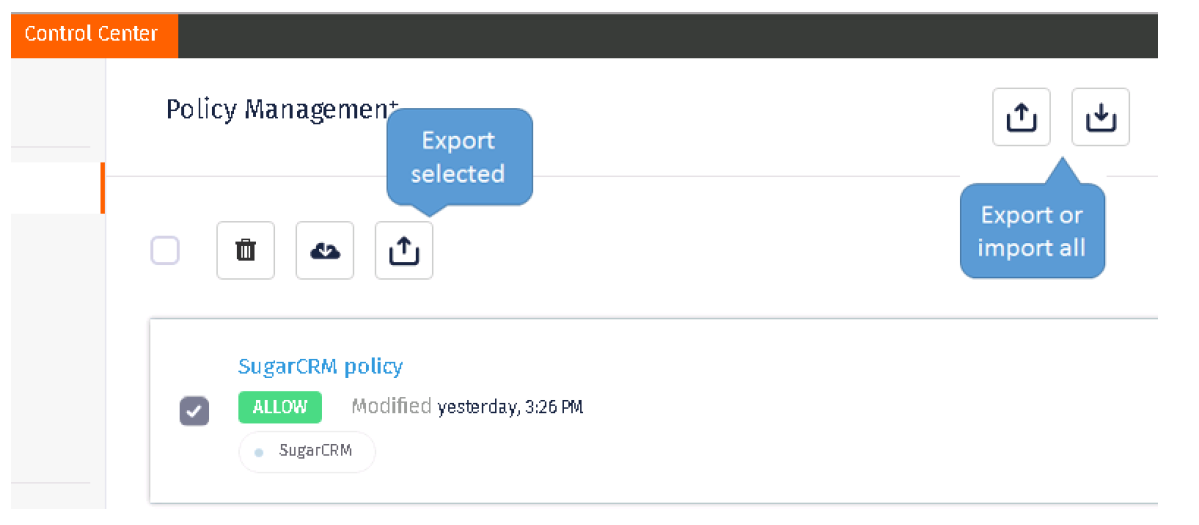 Control Center
Policy Management
Export
selected
Export or
import all
SugarCRM policy
ALLOW Modified yesterday, 3:26 PM
SugarCRM